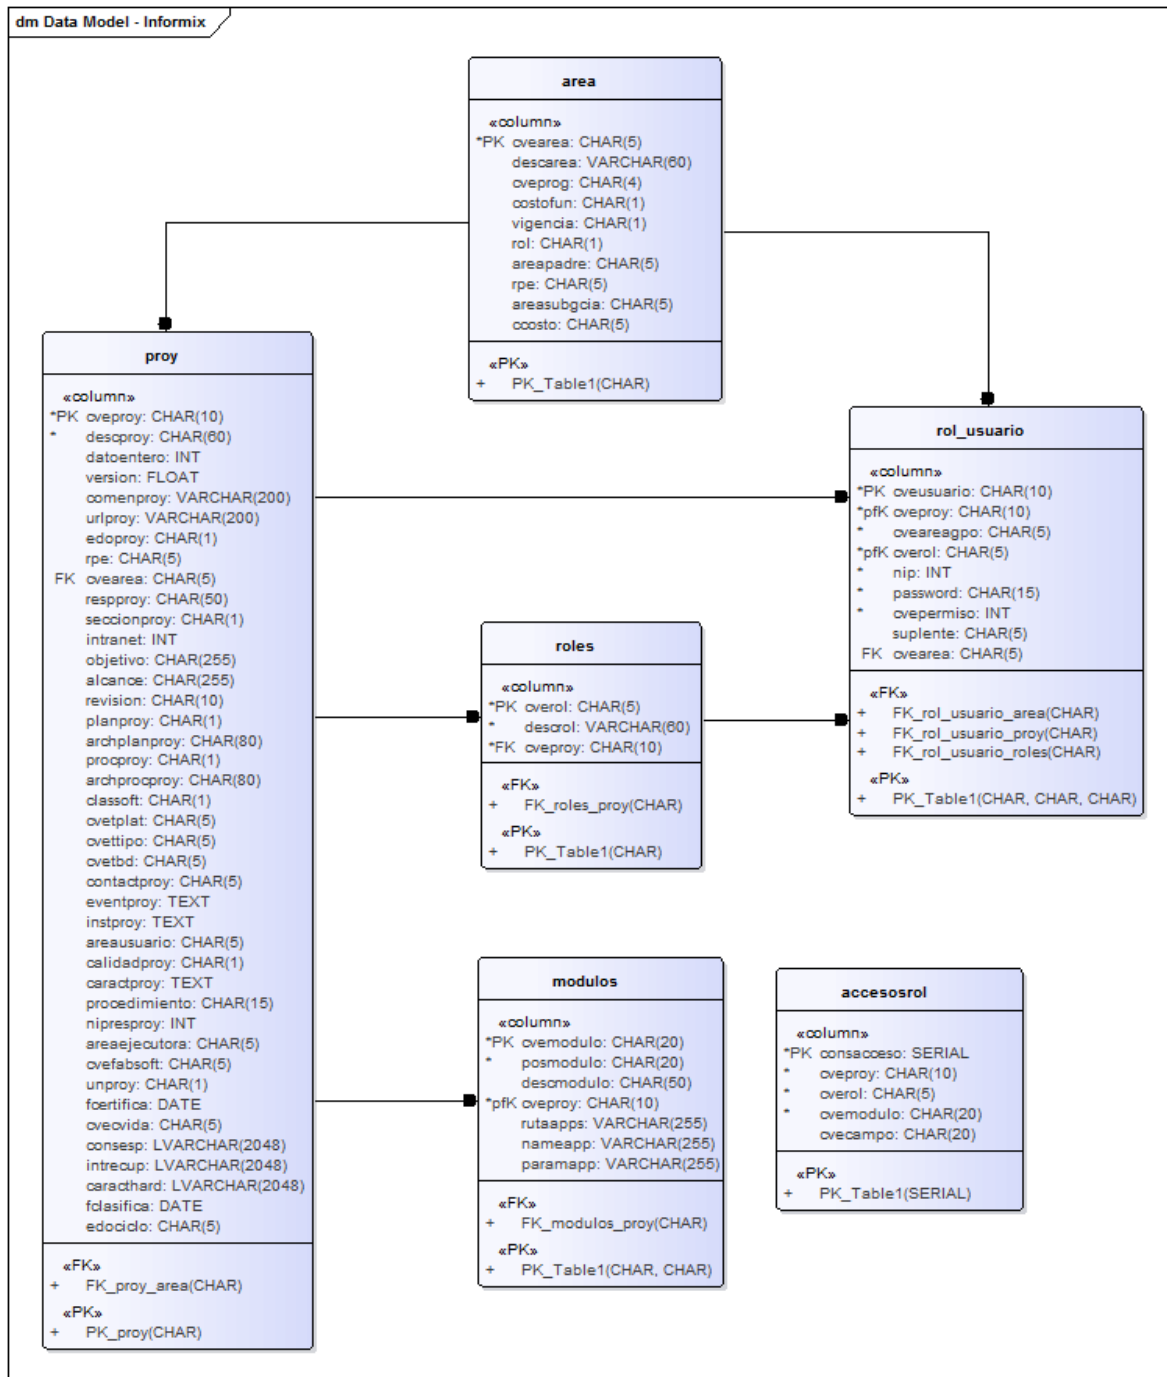 dm Data Model - Informix
area
«column»
*PK cvearea: CHAR(5)
descarea: VARCHAR(60)
cveprog: CHAR(4)
costofun: CHAR(1)
vigencia: CHAR(1)
rol: CHAR(1)
areapadre: CHAR(5)
rpe: CHAR(5)
areasubgcia: CHAR(5)
ccosto: CHAR(5)
«PK»
+ PK_Table1(CHAR)
proy
«column»
*PK cveproy: CHAR(10)
* descproy: CHAR(60)
datoentero: INT
version: FLOAT
comenproy: VARCHAR(200)
urlproy: VARCHAR(200)
edoproy: CHAR(1)
rpe: CHAR(5)
FK cvearea: CHAR(5)
respproy: CHAR(50)
seccionproy: CHAR(1)
intranet: INT
objetivo: CHAR(255)
alcance: CHAR(255)
revision: CHAR(10)
planproy: CHAR(1)
archplanproy: CHAR(80)
procproy: CHAR(1)
archprocproy: CHAR(80)
classoft: CHAR(1)
cvetplat: CHAR(5)
cvettipo: CHAR(5)
cvetbd: CHAR(5)
contactproy: CHAR(5)
eventproy: TEXT
instproy: TEXT
areausuario: CHAR(5)
calidadproy: CHAR(1)
caractproy: TEXT
procedimiento: CHAR(15)
nipresproy: INT
areaejecutora: CHAR(5)
cvefabsoft: CHAR(5)
unproy: CHAR(1)
fcertifica: DATE
cvecvida: CHAR(5)
consesp: LVARCHAR(2048)
intrecup: LVARCHAR(2048)
caracthard: LVARCHAR(2048)
fclasifica: DATE
edociclo: CHAR(5)
«FK»
+ FK_proy_area(CHAR)
«PK»
+ PK_proy(CHAR)
rol_usuario
«column»
*PK cveusuario: CHAR(10)
*pfK cveproy: CHAR(10)
* cveareagpo: CHAR(5)
*pfK cverol: CHAR(5)
* nip: INT
* password: CHAR(15)
* cvepermiso: INT
suplente: CHAR(5)
FK cvearea: CHAR(5)
«FK»
+ FK_rol_usuario_area(CHAR)
+ FK_rol_usuario_proy(CHAR)
+ FK_rol_usuario_roles(CHAR)
«PK»
+ PK_Table1(CHAR, CHAR, CHAR)
roles
«column»
*PK cverol: CHAR(5)
* descrol: VARCHAR(60)
*FK cveproy: CHAR(10)
«FK»
+ FK_roles_proy(CHAR)
«PK»
+ PK_Table1(CHAR)
modulos
«column»
*PK cvemodulo: CHAR(20)
* posmodulo: CHAR(20)
descmodulo: CHAR(50)
*pfK cveproy: CHAR(10)
rutaapps: VARCHAR(255)
nameapp: VARCHAR(255)
paramapp: VARCHAR(255)
«FK»
+ FK_modulos_proy(CHAR)
«PK»
+ PK_Table1(CHAR, CHAR)
accesosrol
«column»
*PK consacceso: SERIAL
* cveproy: CHAR(10)
* cverol: CHAR(5)
* cvemodulo: CHAR(20)
cvecampo: CHAR(20)
«PK»
+ PK_Table1(SERIAL)